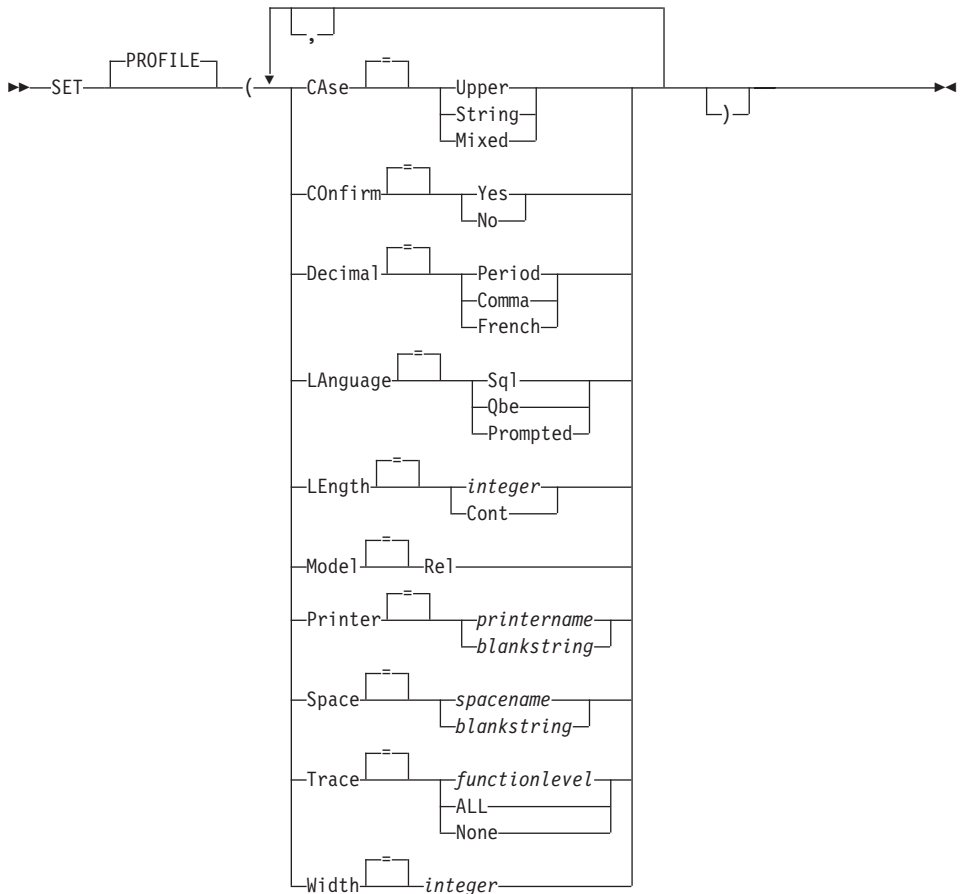 ,
PROFILE
SET ( CAse = Upper )
String
Mixed
COnfirm = Yes
No
Decimal = Period
Comma
French
LAnguage = Sql
Qbe
Prompted
LEngth = integer
Cont
Model = Rel
Printer = printername
blankstring
Space = spacename
blankstring
Trace = functionlevel
ALL
None
Width = integer